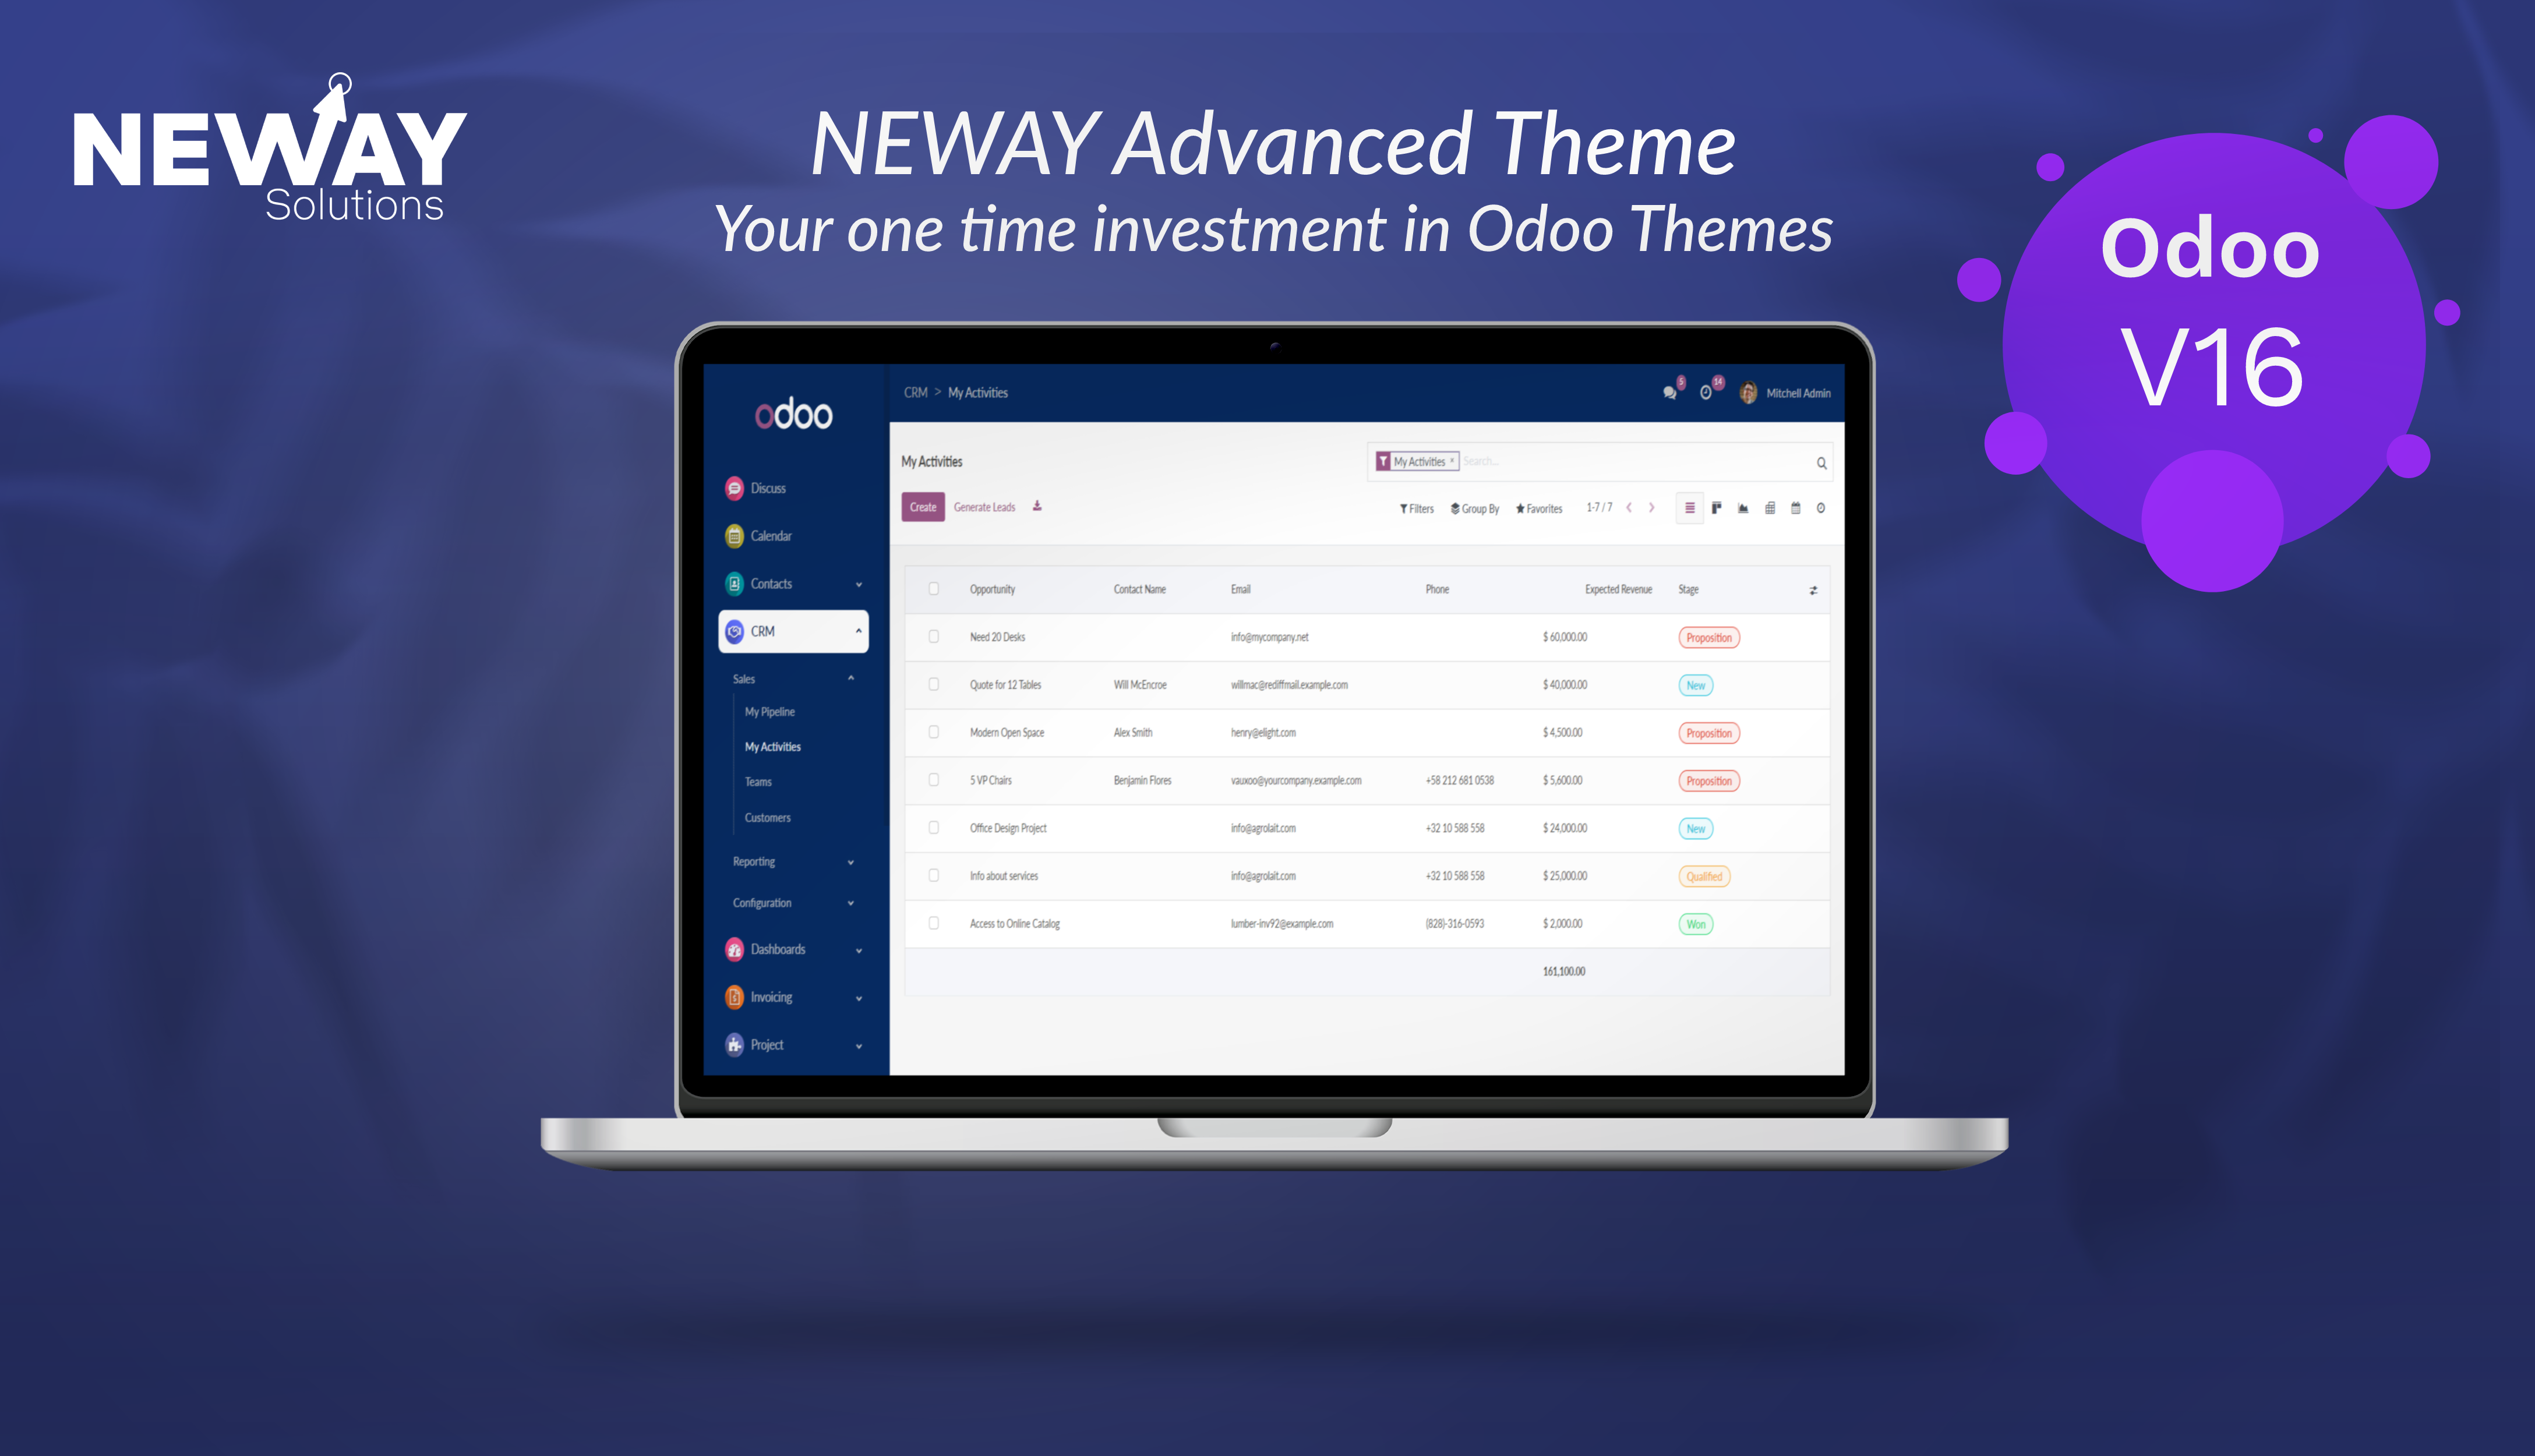 NEWAY
Solutions
NEWAY Advanced Theme
Your one time investment in Odoo Themes
Odoo
V16
odoo
Discuss
Calendar
Contacts
CRM
Sales
My Pipeline
My Activities
Teams
Customers
Reporting
Configuration
Dashboards
Invoicing
Project
CRM > My Activities
5 14 Mitchell Admin
My Activities
My Activities × Search...
Create Generate Leads
Filters Group By Favorites 1-7 / 7
Opportunity Contact Name Email Phone Expected Revenue Stage
Need 20 Desks info@mycompany.net $ 60,000.00 Proposition
Quote for 12 Tables Will McEncroe willmac@rediffmail.example.com $ 40,000.00 New
Modern Open Space Alex Smith henry@elight.com $ 4,500.00 Proposition
5 VP Chairs Benjamin Flores vauxoo@yourcompany.example.com +58 212 681 0538 $ 5,600.00 Proposition
Office Design Project info@agrolait.com +32 10 588 558 $ 24,000.00 New
Info about services info@agrolait.com +32 10 588 558 $ 25,000.00 Qualified
Access to Online Catalog lumber-inv92@example.com (828)-316-0593 $ 2,000.00 Won
161,100.00